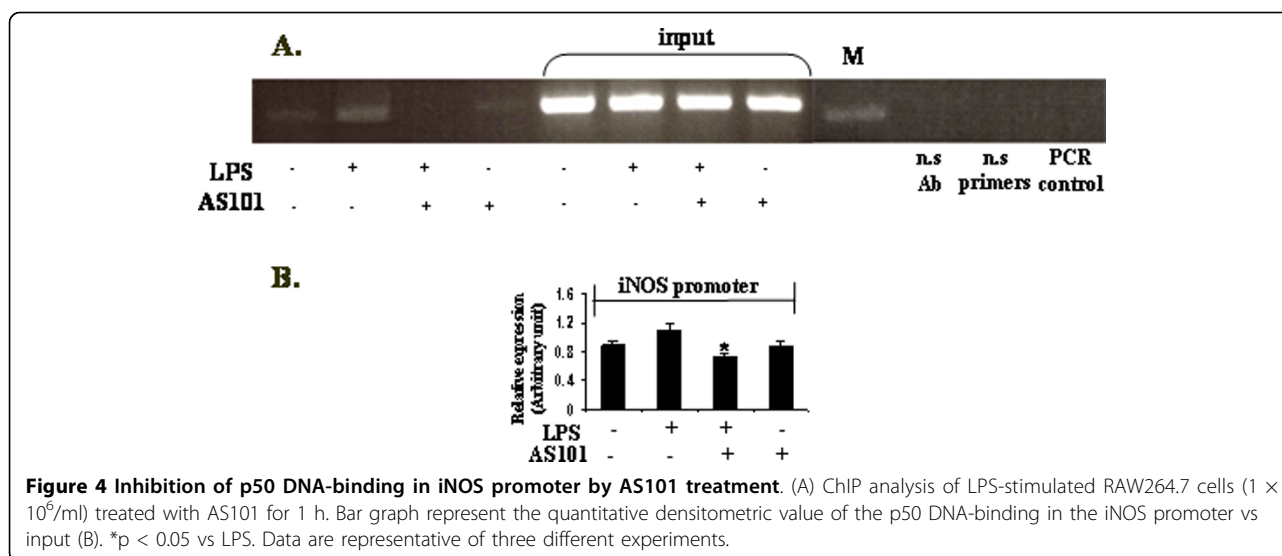 A.
input
M
LPS - + + - - + + -
AS101 - - + + - - + +
n.s Ab
n.s primers
PCR control
B.
iNOS promoter
Relative expression
(Arbitrary unit)
1.6
1.2
0.8
0.4
0
*
LPS - + + -
AS101 - - + +
Figure 4 Inhibition of p50 DNA-binding in iNOS promoter by AS101 treatment. (A) ChIP analysis of LPS-stimulated RAW264.7 cells (1 ×
10⁶/ml) treated with AS101 for 1 h. Bar graph represent the quantitative densitometric value of the p50 DNA-binding in the iNOS promoter vs
input (B). *p < 0.05 vs LPS. Data are representative of three different experiments.